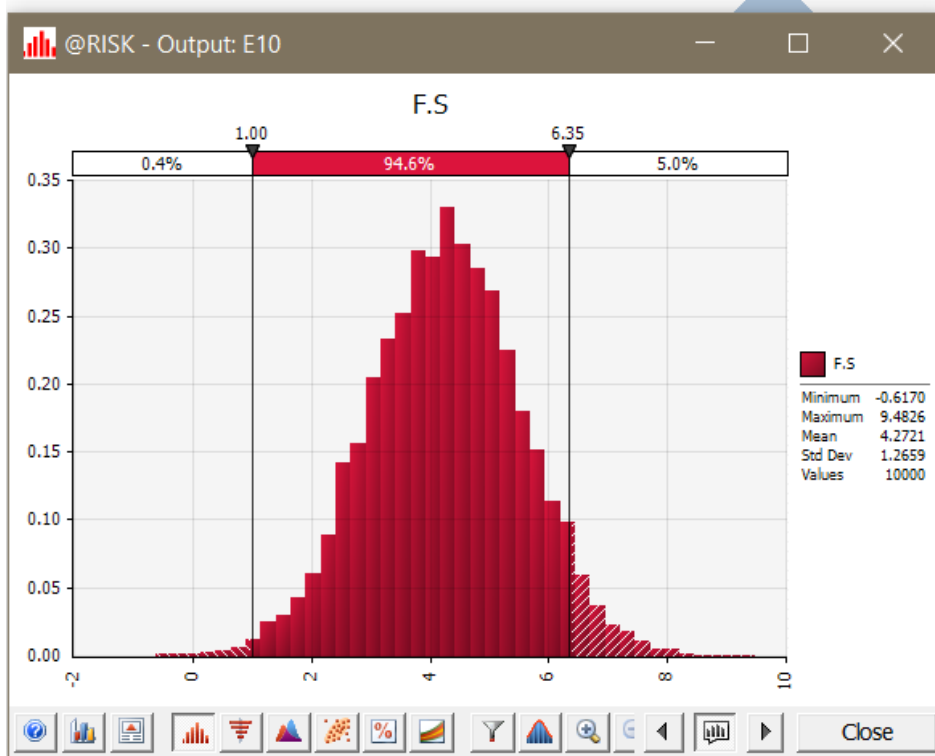 @RISK - Output: E10
F.S
1.00 6.35
0.4% 94.6% 5.0%
0.35
0.30
0.25
0.20
0.15
0.10
0.05
0.00
-2 0 2 4 6 8 10
F.S
Minimum -0.6170
Maximum 9.4826
Mean 4.2721
Std Dev 1.2659
Values 10000
%
Close